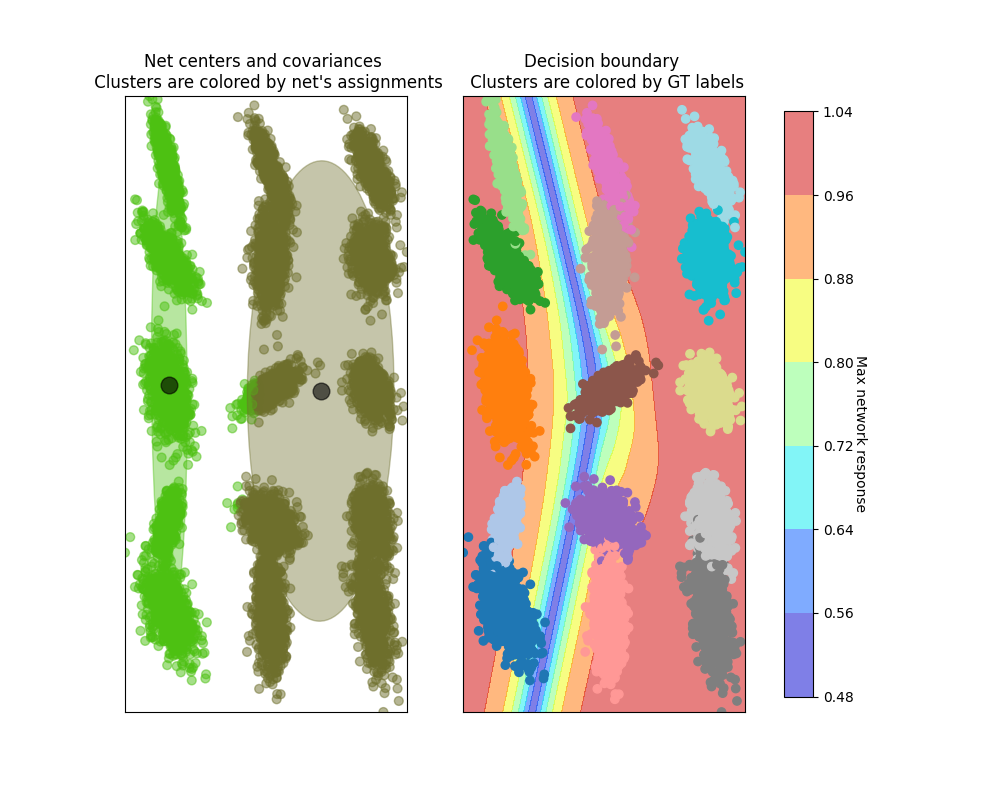 Net centers and covariances
Clusters are colored by net's assignments
Decision boundary
Clusters are colored by GT labels
1.04
0.96
0.88
0.80
0.72
0.64
0.56
0.48
Max network response